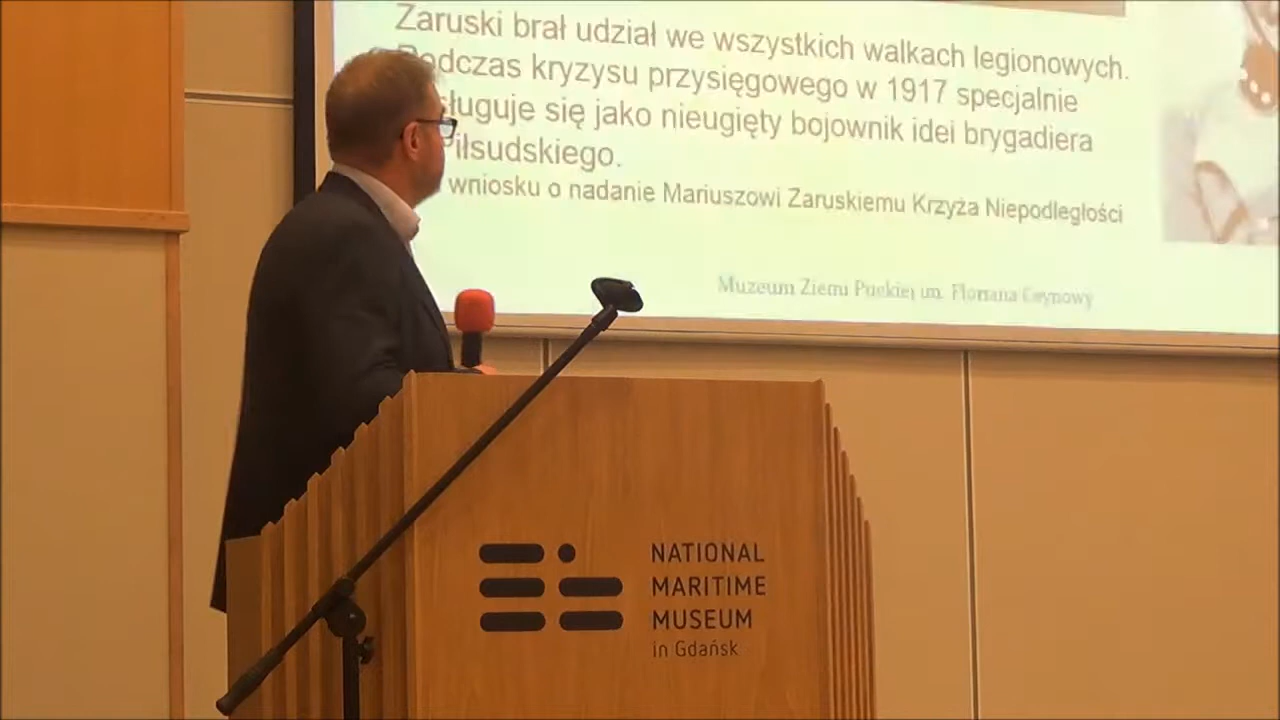 Zaruski brał udział we wszystkich walkach legionowych.
Podczas kryzysu przysięgowego w 1917 specjalnie
sługuje się jako nieugięty bojownik idei brygadiera
Piłsudskiego.
wniosku o nadanie Mariuszowi Zaruskiemu Krzyża Niepodległości
Muzeum Ziemi Puckiej im. Floriana Ceynowy
NATIONAL
MARITIME
MUSEUM
in Gdańsk